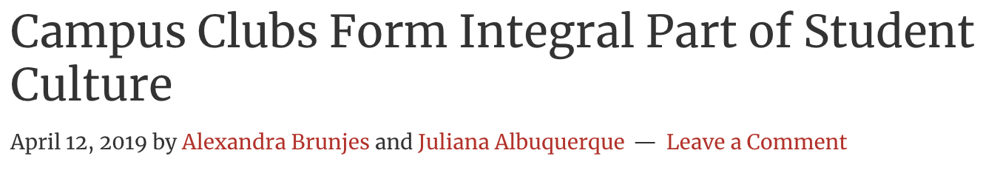 Campus Clubs Form Integral Part of Student
Culture
April 12, 2019 by Alexandra Brunjes and Juliana Albuquerque — Leave a Comment